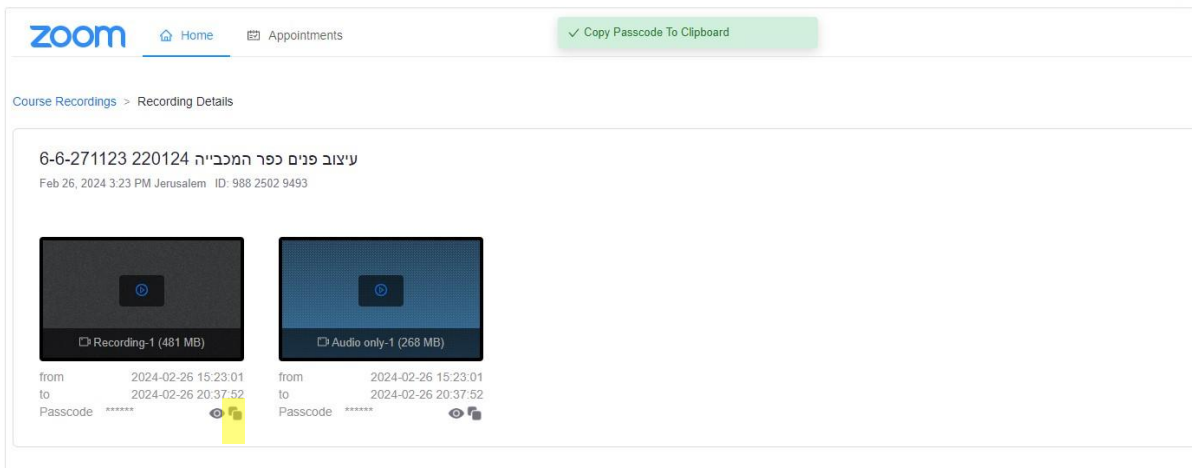 zoom Home Appointments Copy Passcode To Clipboard
Course Recordings > Recording Details
6-6-271123 220124 עיצוב פנים כפר המכבייה
Feb 26, 2024 3:23 PM Jerusalem ID: 988 2502 9493
Recording-1 (481 MB) Audio only-1 (268 MB)
from 2024-02-26 15:23:01 from 2024-02-26 15:23:01
to 2024-02-26 20:37:52 to 2024-02-26 20:37:52
Passcode ****** Passcode ******